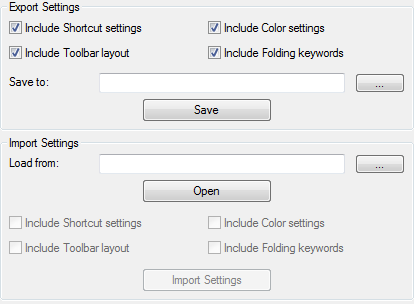 Export Settings
Include Shortcut settings Include Color settings
Include Toolbar layout Include Folding keywords
Save to: ...
Save
Import Settings
Load from: ...
Open
Include Shortcut settings Include Color settings
Include Toolbar layout Include Folding keywords
Import Settings